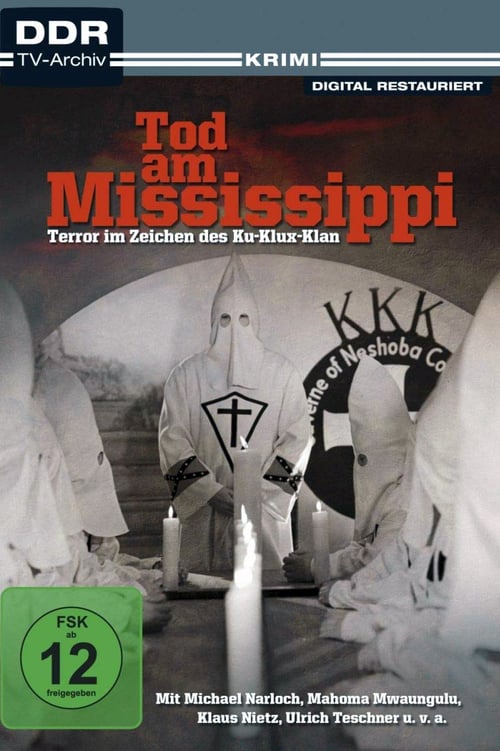 DDR
TV-Archiv
KRIMI
DIGITAL RESTAURIERT
Tod
am
Mississippi
Terror im Zeichen des Ku-Klux-Klan
KKK
of Neshoba Co
FSK
ab
12
freigegeben
Mit Michael Narloch, Mahoma Mwaungulu,
Klaus Nietz, Ulrich Teschner u. v. a.